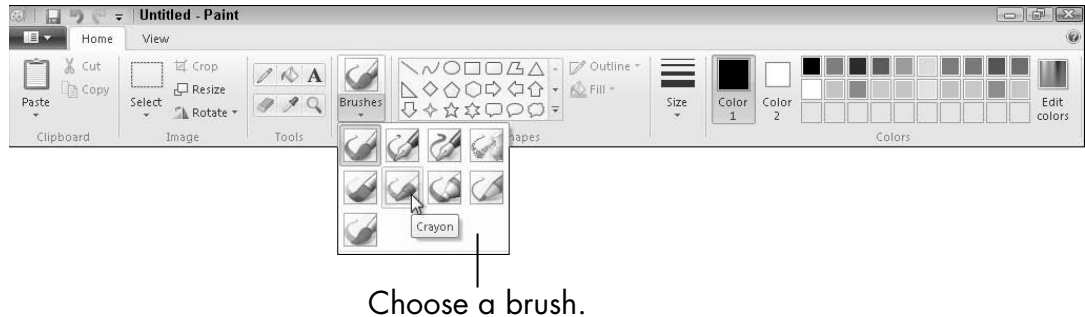 Untitled - Paint
Home View
Cut
Crop
A
Outline
Copy
Resize
Fill
Paste
Select
Rotate
Brushes
Size
Color 1
Color 2
Edit colors
Clipboard
Image
Tools
apes
Colors
Crayon
Choose a brush.